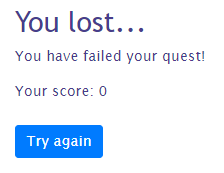 You lost...
You have failed your quest!
Your score: 0
Try again